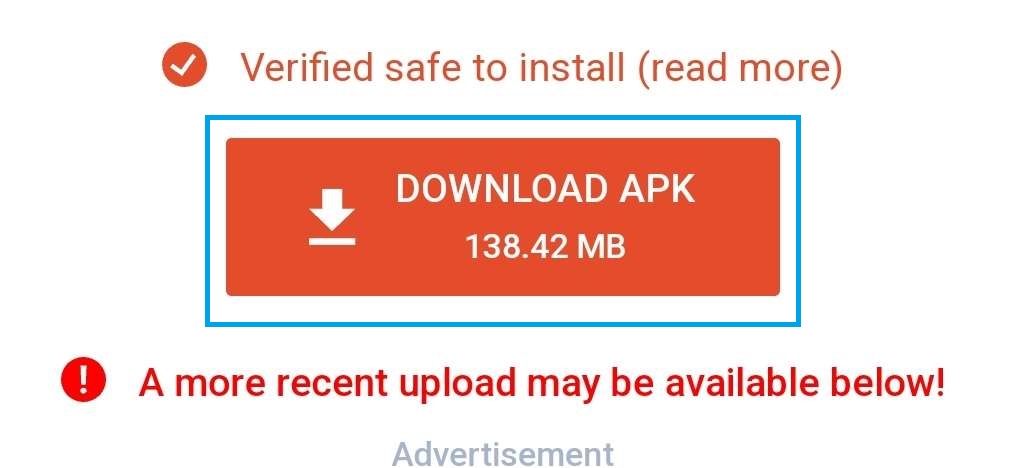 Verified safe to install (read more)
DOWNLOAD APK
138.42 MB
A more recent upload may be available below!
Advertisement